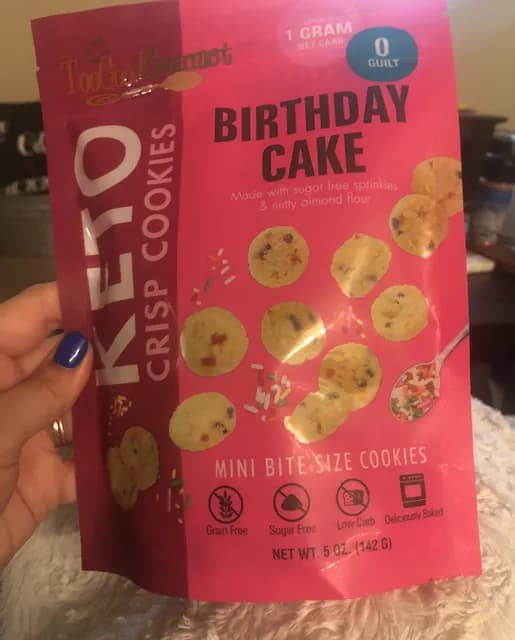 TooGoodGourmet
1 GRAM
NET CARB
0
GUILT
BIRTHDAY
CAKE
Made with sugar free sprinkles
& nutty almond flour
KETO
CRISP COOKIES
MINI BITE-SIZE COOKIES
Grain Free
Sugar Free
Low Carb
Deliciously Baked
NET WT. 5 OZ. (142 G)